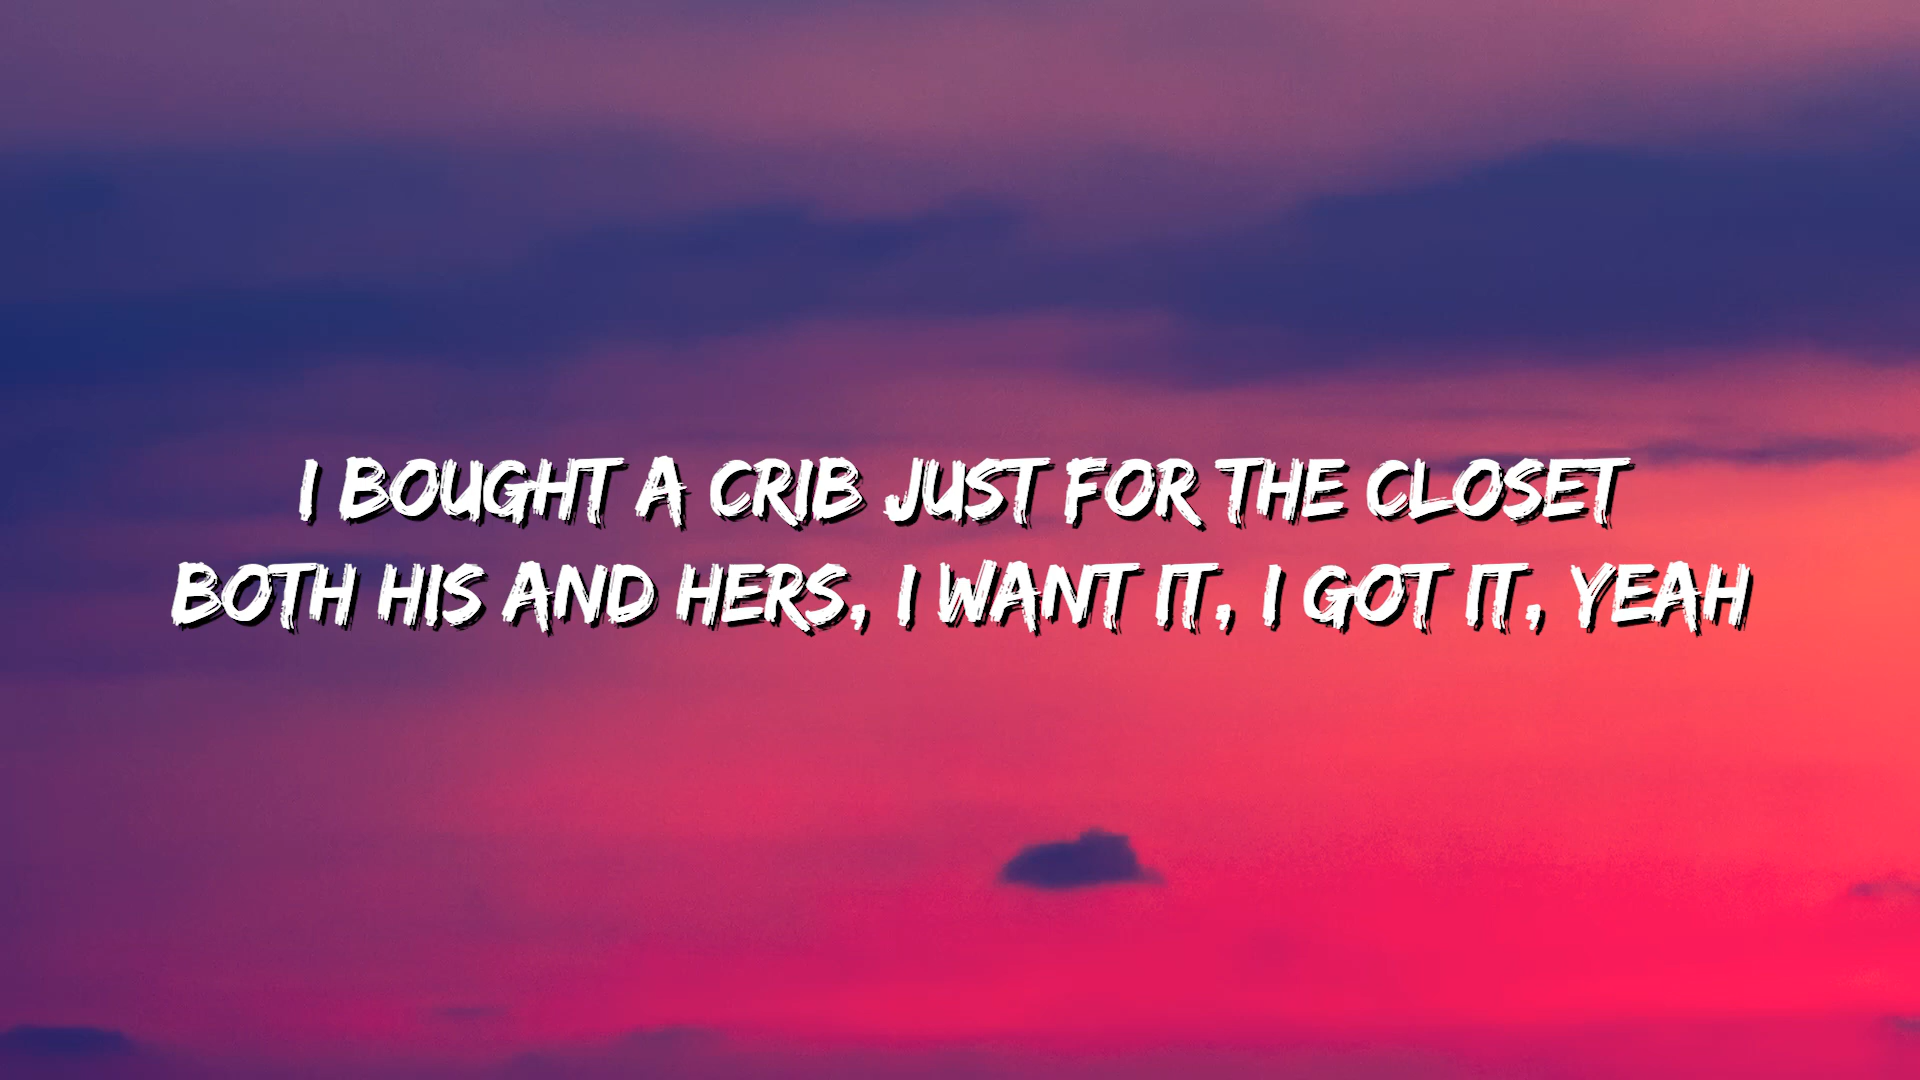 I BOUGHT A CRIB JUST FOR THE CLOSET
BOTH HIS AND HERS, I WANT IT, I GOT IT, YEAH